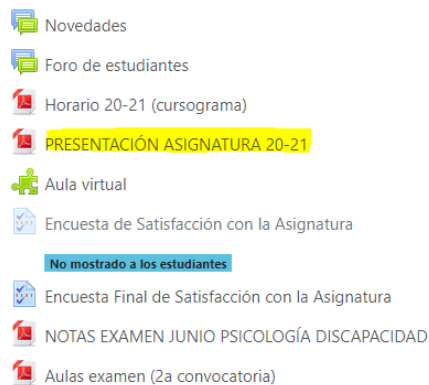 Novedades
Foro de estudiantes
Horario 20-21 (cursograma)
PRESENTACIÓN ASIGNATURA 20-21
Aula virtual
Encuesta de Satisfacción con la Asignatura
No mostrado a los estudiantes
Encuesta Final de Satisfacción con la Asignatura
NOTAS EXAMEN JUNIO PSICOLOGÍA DISCAPACIDAD
Aulas examen (2a convocatoria)